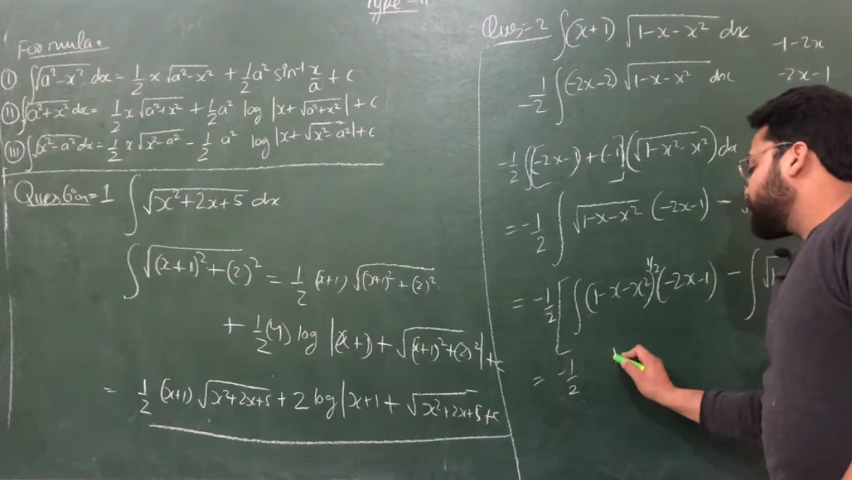 Type - II
Formula:
(I) ∫√a²-x² dx = 1/2 x √a²-x² + 1/2 a² sin⁻¹ x/a + c
(II) ∫√a²+x² dx = 1/2 x √a²+x² + 1/2 a² log |x+√a²+x²| + c
(III) ∫√x²-a² dx = 1/2 x √x²-a² - 1/2 a² log |x+√x²-a²| + c
Question=1 ∫ √x²+2x+5 dx
∫ √(x+1)²+(2)² = 1/2 (x+1) √(x+1)²+(2)²
+ 1/2 (4) log |(x+1) + √(x+1)²+(2)²| + c
= 1/2 (x+1) √x²+2x+5 + 2 log |x+1 + √x²+2x+5 + c
Ques-2 ∫(x+1) √1-x-x² dx
-1-2x
-2x-1
-1/2 ∫(-2x-2) √1-x-x² dx
-1/2 ∫[(-2x-1)+(-1)] (√1-x-x²) dx
= -1/2 ∫ √1-x-x² (-2x-1) -
= -1/2 [ ∫ (1-x-x²)^1/2 (-2x-1) - ∫ √1-
= -1/2